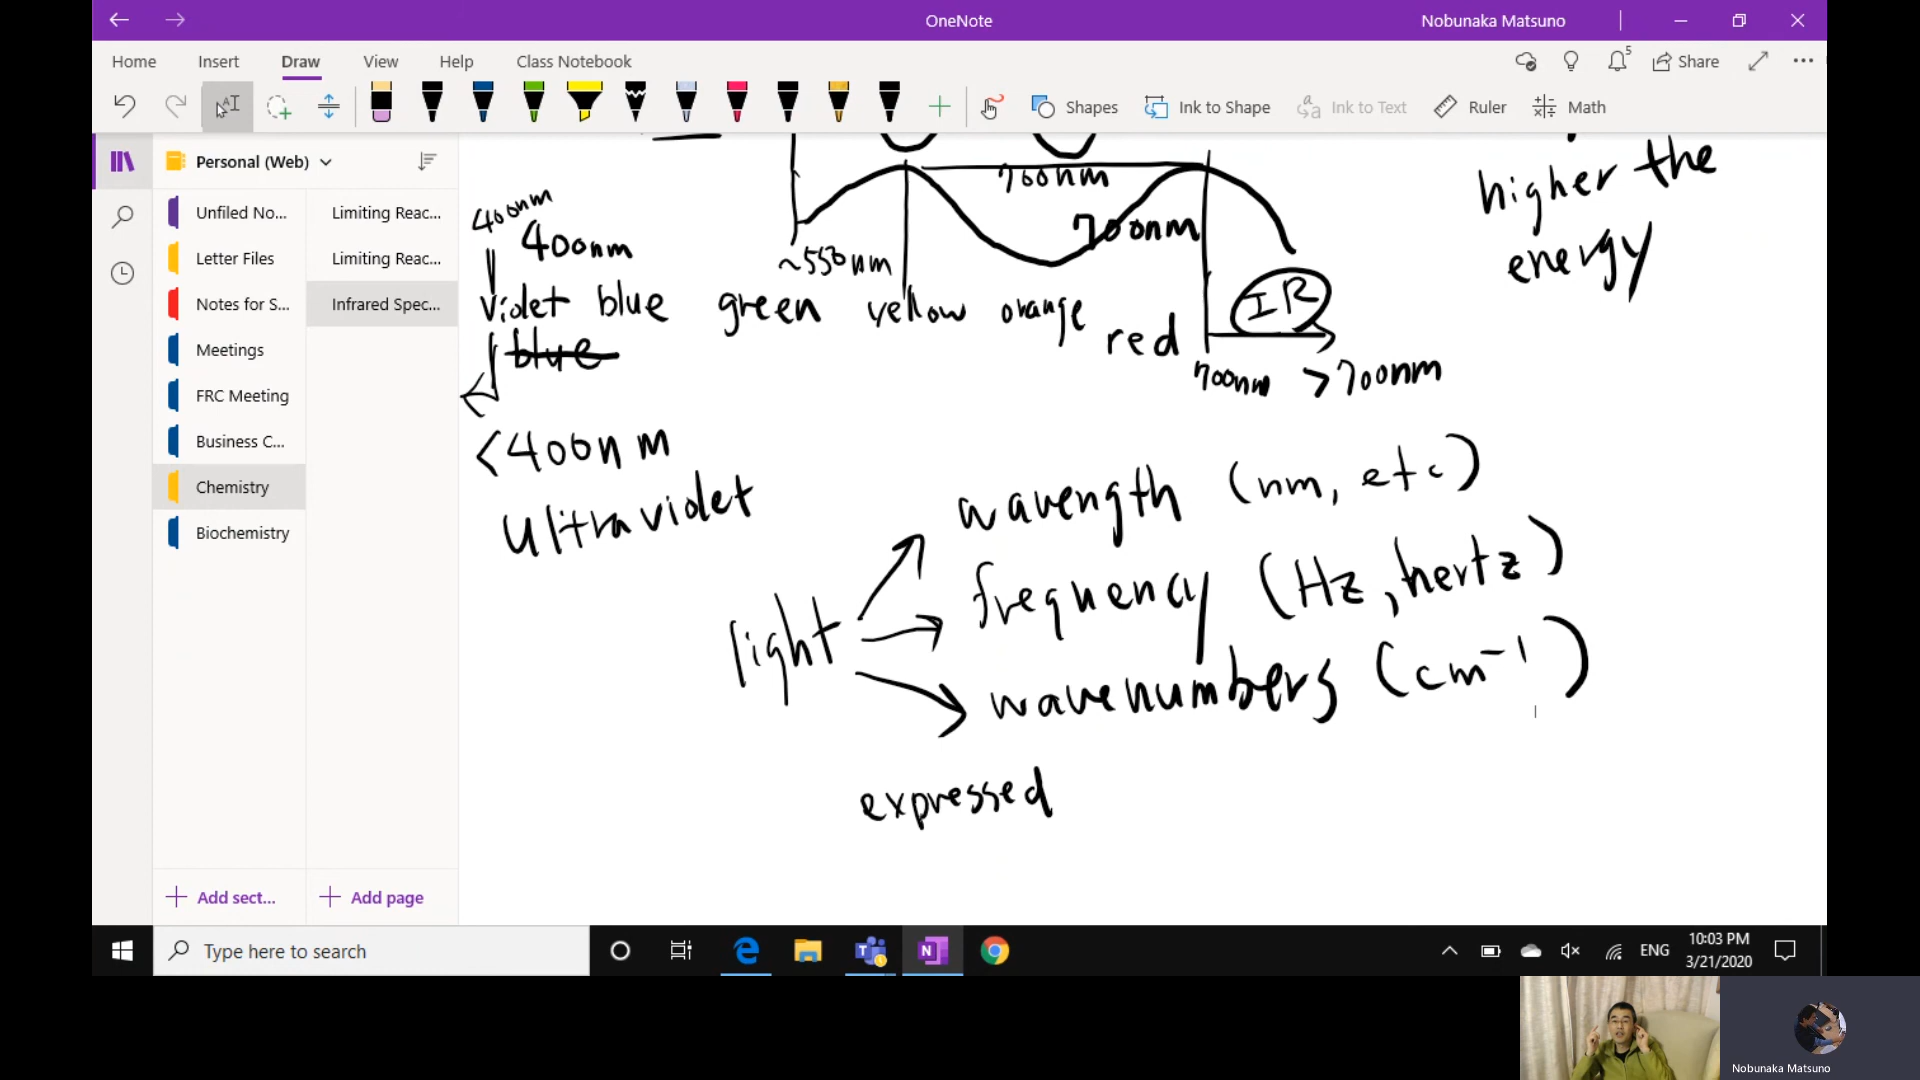 OneNote
Nobunaka Matsuno
Home Insert Draw View Help Class Notebook
5
Share
Shapes
Ink to Shape
Ink to Text
Ruler
Math
Personal (Web)
Unfiled No...
Letter Files
Notes for S...
Meetings
FRC Meeting
Business C...
Chemistry
Biochemistry
Limiting Reac...
Limiting Reac...
Infrared Spec...
Add sect...
Add page
higher the
energy
700nm
400nm
400nm
700nm
~550nm
violet blue green yellow orange red
IR
blue
700nm >700nm
<400nm
ultraviolet
wavength (nm, etc)
frequency (Hz, hertz)
light
wavenumbers (cm⁻¹)
expressed
Type here to search
ENG
10:03 PM
3/21/2020
Nobunaka Matsuno